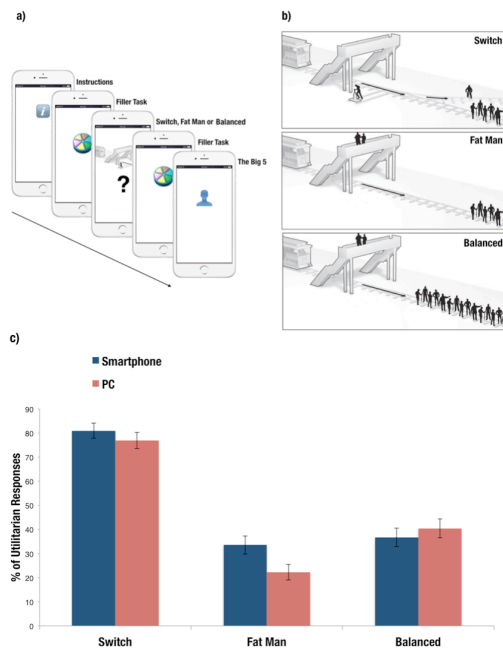 a)
Instructions
Filler Task
Switch, Fat Man or Balanced
Filler Task
The Big 5
?
b)
Switch
Fat Man
Balanced
c)
Smartphone
PC
% of Utilitarian Responses
90
80
70
60
50
40
30
20
10
0
Switch
Fat Man
Balanced